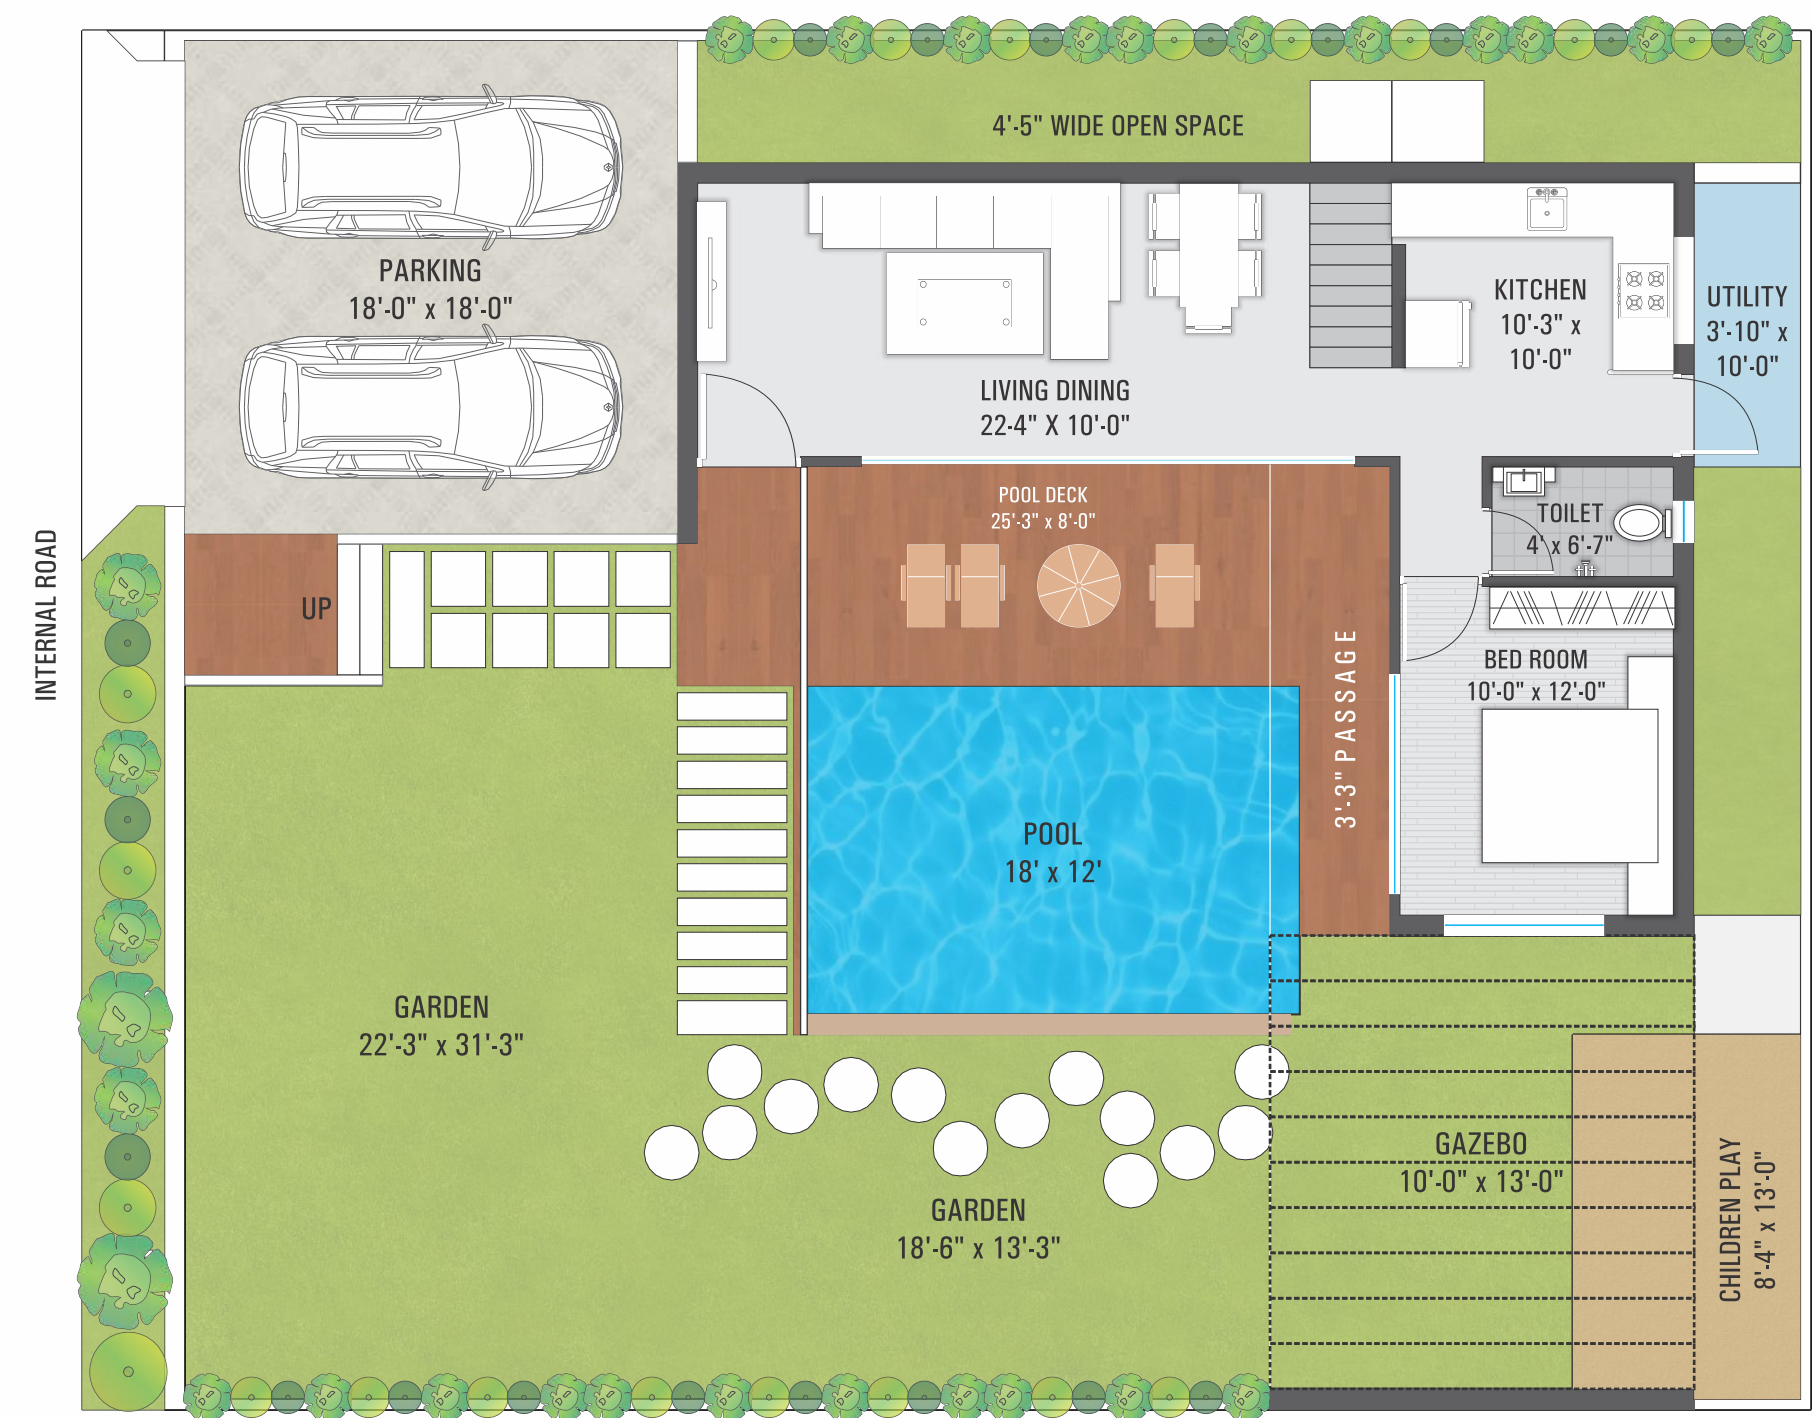 4'-5" WIDE OPEN SPACE
PARKING
18'-0" x 18'-0"
KITCHEN
10'-3" x
10'-0"
UTILITY
3'-10" x
10'-0"
LIVING DINING
22-4" X 10'-0"
POOL DECK
25'-3" x 8'-0"
TOILET
4' x 6'-7"
INTERNAL ROAD
UP
BED ROOM
10'-0" x 12'-0"
3'-3" PASSAGE
POOL
18' x 12'
GARDEN
22'-3" x 31'-3"
GAZEBO
10'-0" x 13'-0"
GARDEN
18'-6" x 13'-3"
CHILDREN PLAY
8'-4" x 13'-0"